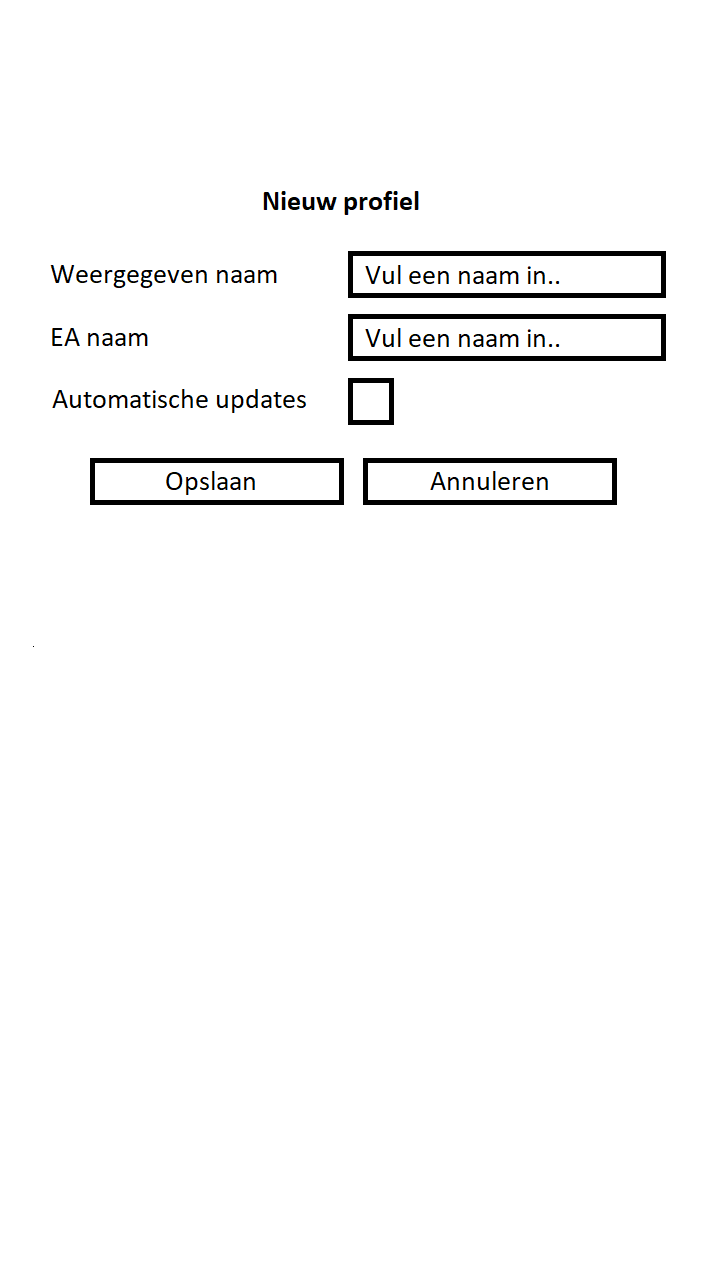 Nieuw profiel
Weergegeven naam Vul een naam in..
EA naam Vul een naam in..
Automatische updates
Opslaan Annuleren